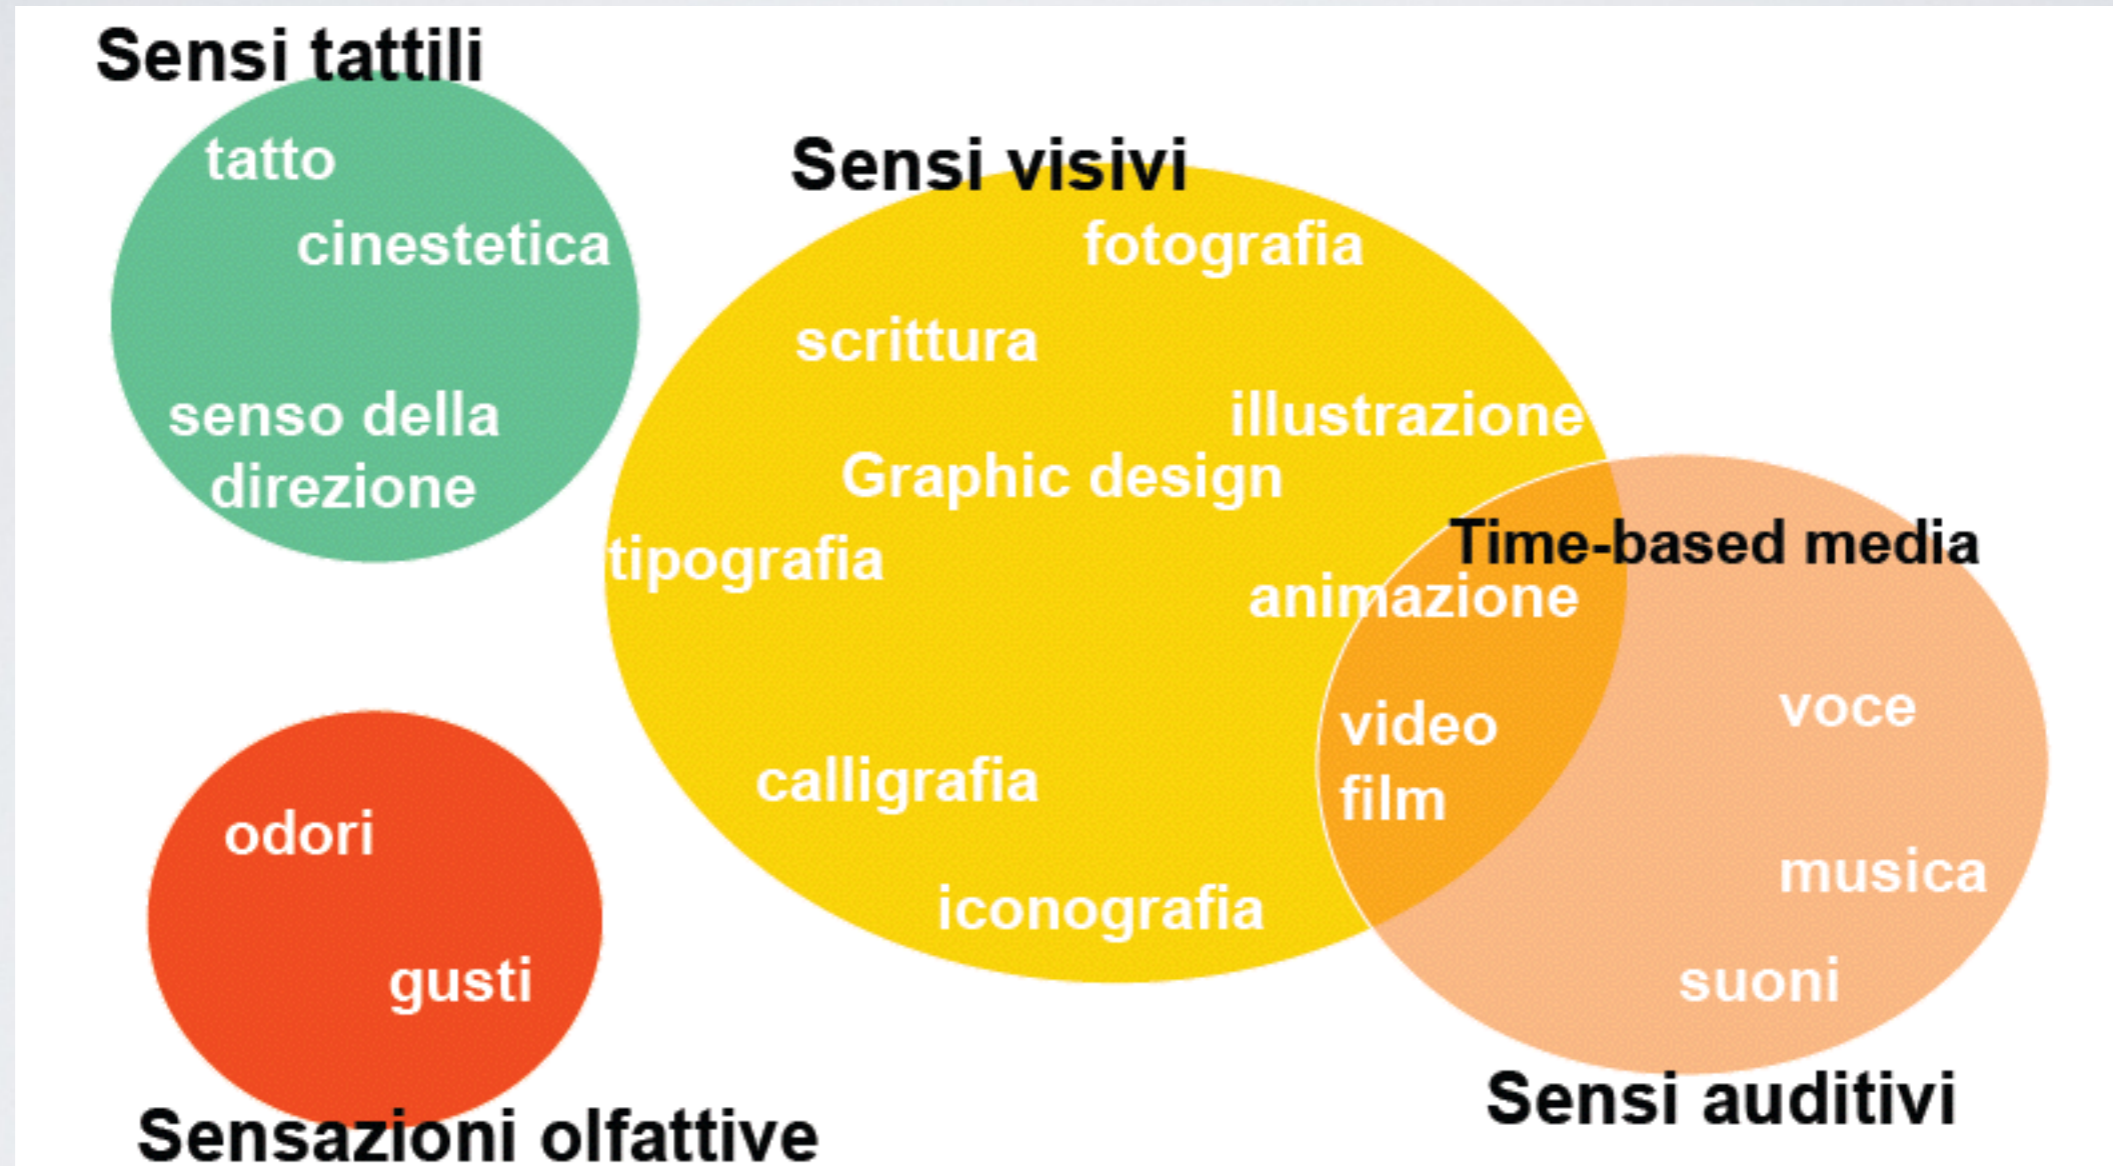 Sensi tattili
tatto
cinestetica
senso della
direzione
Sensi visivi
fotografia
scrittura
illustrazione
Graphic design
tipografia
animazione
video
film
calligrafia
iconografia
Time-based media
voce
musica
suoni
Sensi auditivi
odori
gusti
Sensazioni olfattive